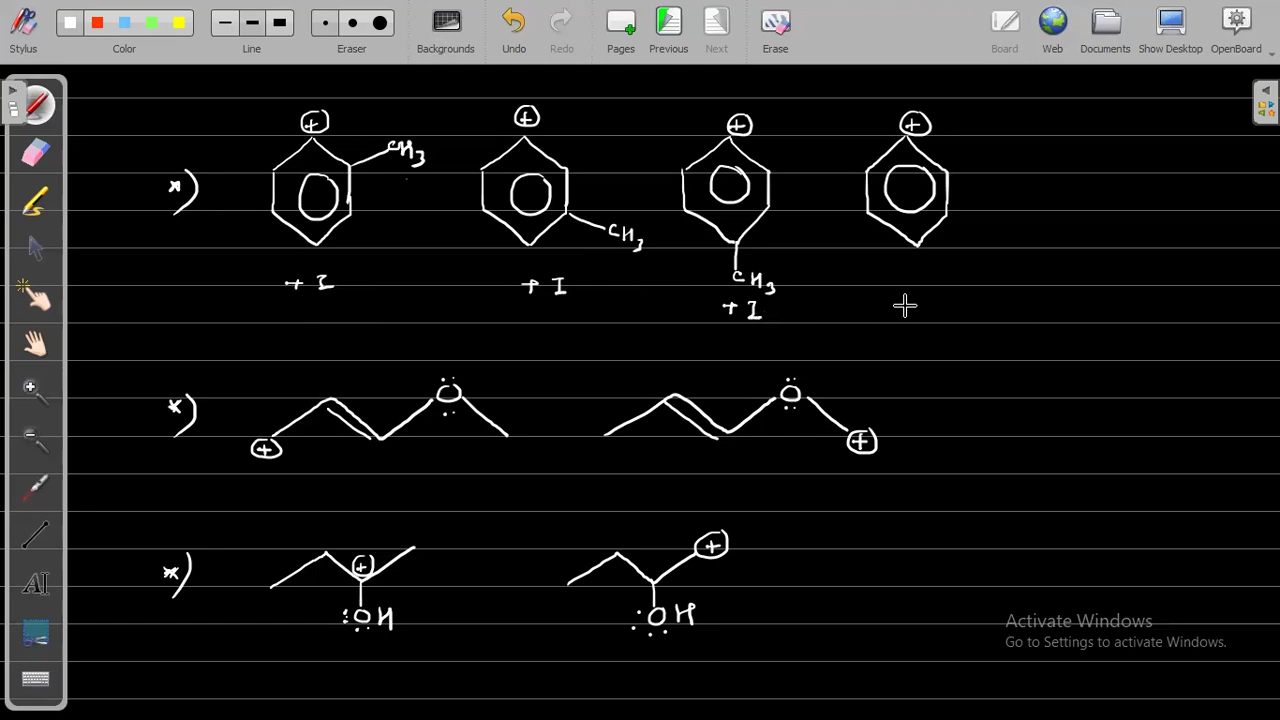 Stylus Color Line Eraser Backgrounds Undo Redo Pages Previous Next Erase Board Web Documents Show Desktop OpenBoard
⊕ ⊕ ⊕ ⊕
*) CH3
CH3
CH3
+ I + I
+ I
*) O O
⊕ ⊕
*) ⊕ ⊕
OH OH
AI
Activate Windows
Go to Settings to activate Windows.